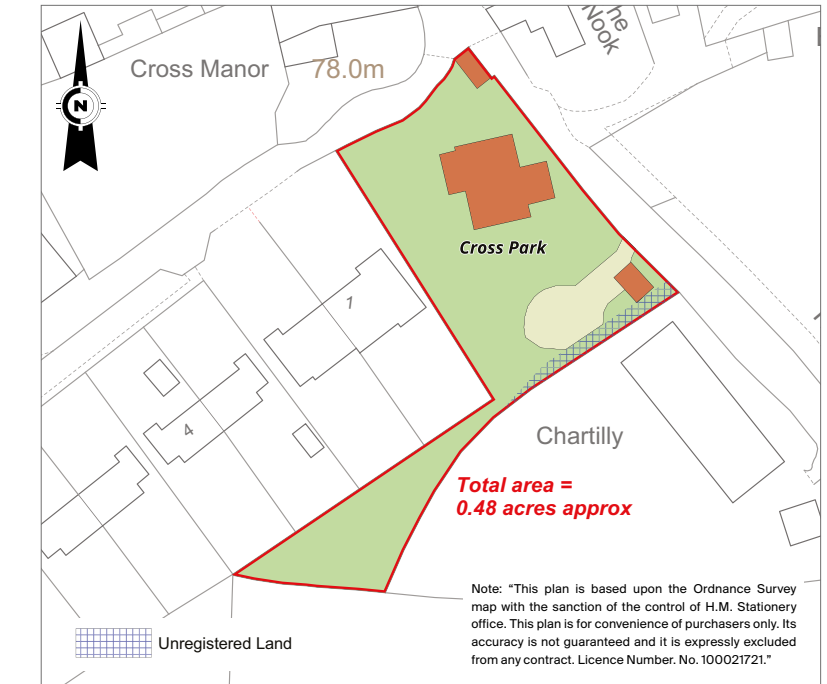 The
Nook
Cross Manor
78.0m
N
Cross Park
1
4
Chartilly
Total area =
0.48 acres approx
Note: “This plan is based upon the Ordnance Survey
map with the sanction of the control of H.M. Stationery
office. This plan is for convenience of purchasers only. Its
accuracy is not guaranteed and it is expressly excluded
from any contract. Licence Number. No. 100021721.”
Unregistered Land